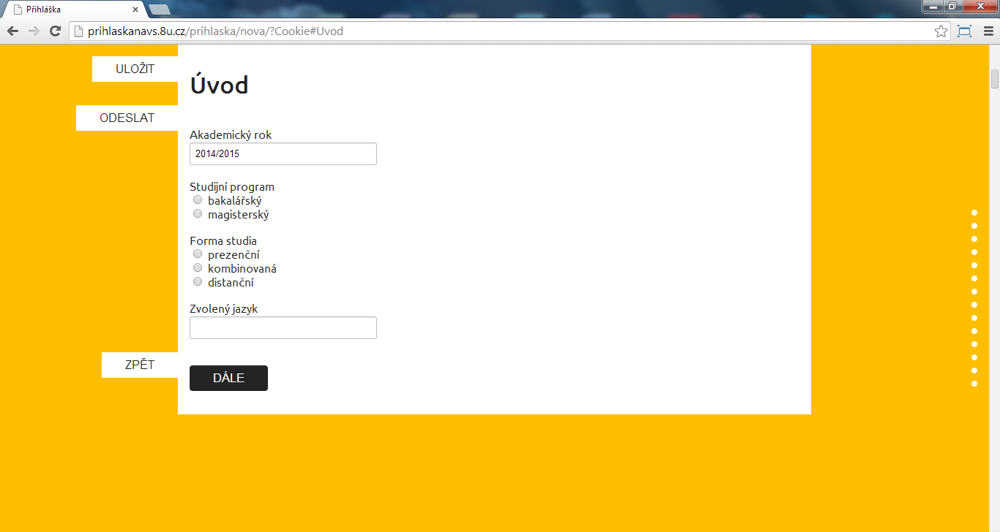 Přihláška
prihlaskanavs.8u.cz/prihlaska/nova/?Cookie#Uvod
ULOŽIT
Úvod
ODESLAT
Akademický rok
2014/2015
Studijní program
bakalářský
magisterský
Forma studia
prezenční
kombinovaná
distanční
Zvolený jazyk
ZPĚT
DÁLE